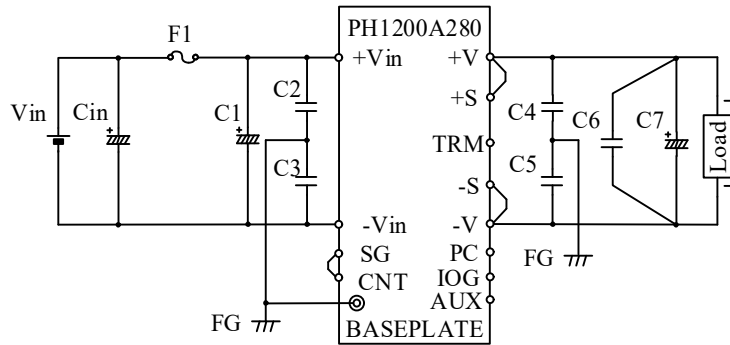 PH1200A280
F1
+Vin
+V
C2
+S
C4
Vin
Cin
C1
C6
C7
+
+
+
TRM
Load
C3
C5
-S
-Vin
-V
SG
PC
FG
CNT
IOG
FG
AUX
BASEPLATE